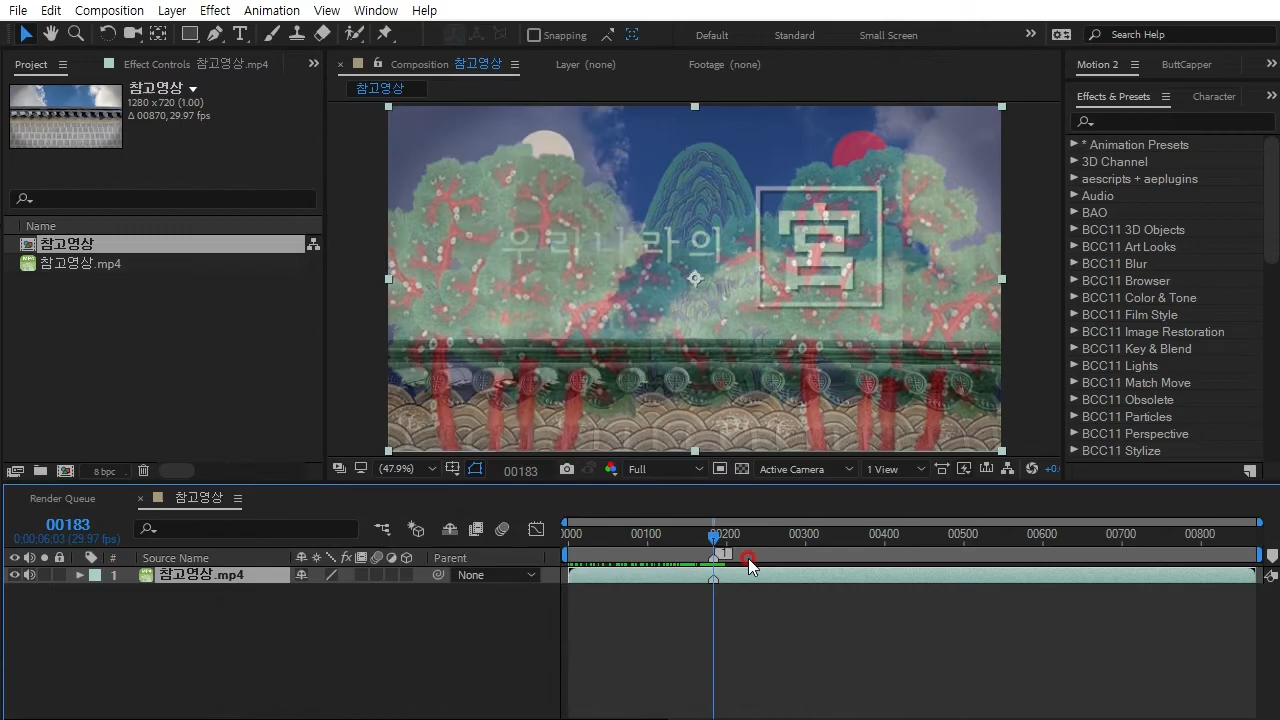 File Edit Composition Layer Effect Animation View Window Help
Snapping Default Standard Small Screen Search Help
Project Effect Controls 참고영상.mp4 Composition 참고영상 Layer (none) Footage (none) Motion 2 ButtCapper
참고영상 참고영상 Effects & Presets Character
1280 x 720 (1.00)
Δ 00870, 29.97 fps
* Animation Presets
3D Channel
aescripts + aeplugins
Audio
BAO
BCC11 3D Objects
BCC11 Art Looks
BCC11 Blur
BCC11 Browser
BCC11 Color & Tone
BCC11 Film Style
BCC11 Image Restoration
BCC11 Key & Blend
BCC11 Lights
BCC11 Match Move
BCC11 Obsolete
BCC11 Particles
BCC11 Perspective
BCC11 Stylize
Name
참고영상
참고영상.mp4
우리나라의 宮
8 bpc (47.9%) 00183 Full Active Camera 1 View +0.
Render Queue 참고영상
00183
0:00:06:03 (29.97 fps)
0000 00100 00200 00300 00400 00500 00600 00700 00800
# Source Name fx Parent 1
1 참고영상.mp4 None